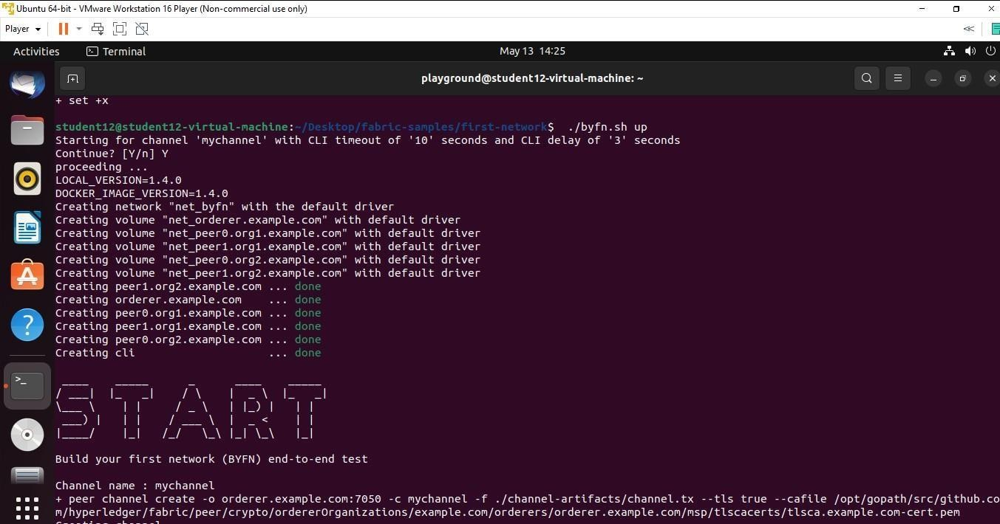 Ubuntu 64-bit - VMware Workstation 16 Player (Non-commercial use only)
Player
Activities
Terminal
May 13 14:25
playground@student12-virtual-machine: ~
+ set +x
student12@student12-virtual-machine:~/Desktop/fabric-samples/first-network$ ./byfn.sh up
Starting for channel 'mychannel' with CLI timeout of '10' seconds and CLI delay of '3' seconds
Continue? [Y/n] Y
proceeding ...
LOCAL_VERSION=1.4.0
DOCKER_IMAGE_VERSION=1.4.0
Creating network "net_byfn" with the default driver
Creating volume "net_orderer.example.com" with default driver
Creating volume "net_peer0.org1.example.com" with default driver
Creating volume "net_peer1.org1.example.com" with default driver
Creating volume "net_peer0.org2.example.com" with default driver
Creating volume "net_peer1.org2.example.com" with default driver
Creating peer1.org2.example.com ... done
Creating orderer.example.com ... done
Creating peer0.org1.example.com ... done
Creating peer1.org1.example.com ... done
Creating peer0.org2.example.com ... done
Creating cli ... done
START
Build your first network (BYFN) end-to-end test
Channel name : mychannel
+ peer channel create -o orderer.example.com:7050 -c mychannel -f ./channel-artifacts/channel.tx --tls true --cafile /opt/gopath/src/github.co
m/hyperledger/fabric/peer/crypto/ordererOrganizations/example.com/orderers/orderer.example.com/msp/tlscacerts/tlsca.example.com-cert.pem
Creating channel